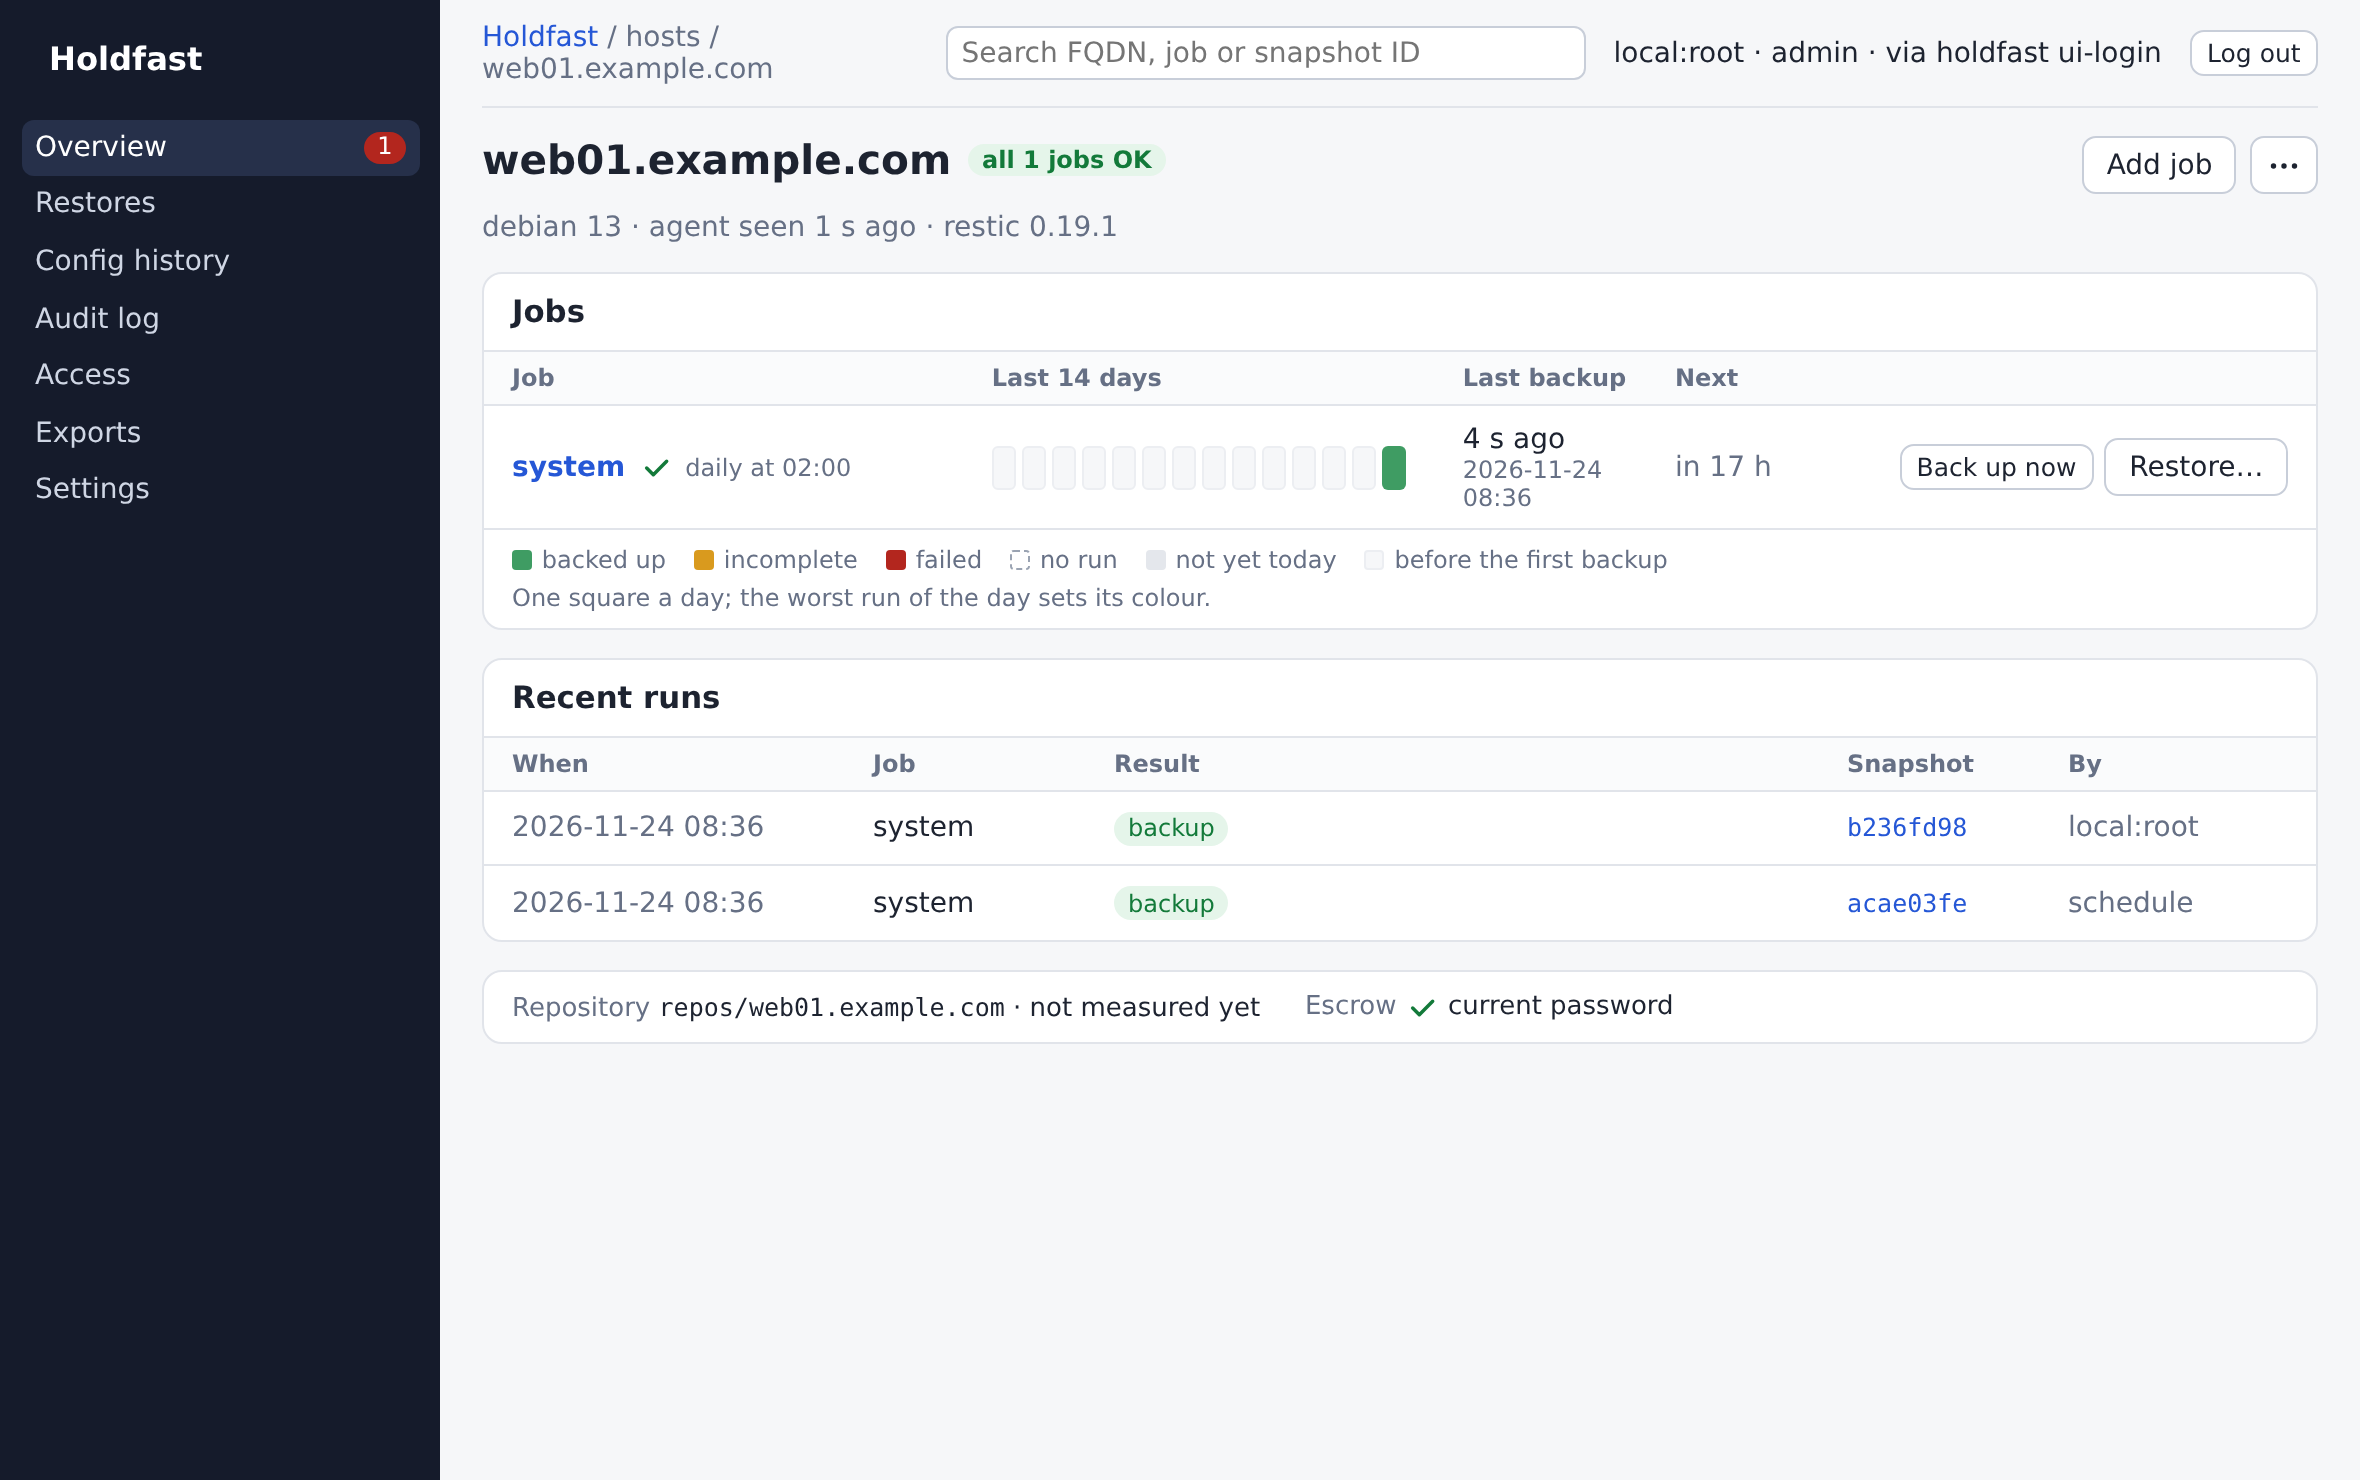 Holdfast
Overview 1
Restores
Config history
Audit log
Access
Exports
Settings
Holdfast / hosts /
web01.example.com
Search FQDN, job or snapshot ID
local:root · admin · via holdfast ui-login
Log out
web01.example.com all 1 jobs OK
Add job
···
debian 13 · agent seen 1 s ago · restic 0.19.1
Jobs
Job Last 14 days Last backup Next
system daily at 02:00
4 s ago
2026-11-24
08:36
in 17 h
Back up now
Restore...
backed up incomplete failed no run not yet today before the first backup
One square a day; the worst run of the day sets its colour.
Recent runs
When Job Result Snapshot By
2026-11-24 08:36 system backup b236fd98 local:root
2026-11-24 08:36 system backup acae03fe schedule
Repository repos/web01.example.com · not measured yet Escrow current password